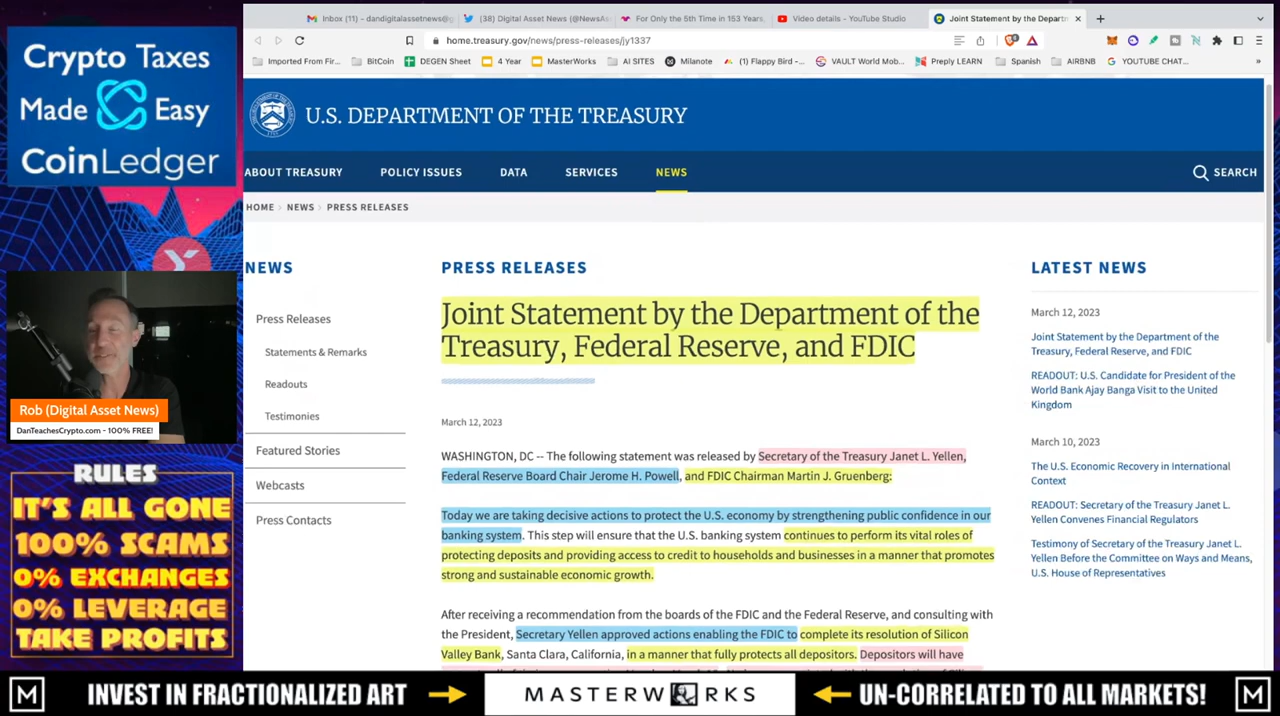 Crypto Taxes
Made Easy
CoinLedger
Rob (Digital Asset News)
DanTeachesCrypto.com - 100% FREE!
RULES
IT'S ALL GONE
100% SCAMS
0% EXCHANGES
0% LEVERAGE
TAKE PROFITS
Inbox (11) - dandigitalassetnews@g
(38) Digital Asset News (@NewsAs
For Only the 5th Time in 153 Years,
Video details - YouTube Studio
Joint Statement by the Departm
home.treasury.gov/news/press-releases/jy1337
Imported From Fir... BitCoin DEGEN Sheet 4 Year MasterWorks AI SITES Milanote (1) Flappy Bird -... VAULT World Mob... Preply LEARN Spanish AIRBNB YOUTUBE CHAT...
U.S. DEPARTMENT OF THE TREASURY
ABOUT TREASURY POLICY ISSUES DATA SERVICES NEWS SEARCH
HOME > NEWS > PRESS RELEASES
NEWS
Press Releases
Statements & Remarks
Readouts
Testimonies
Featured Stories
Webcasts
Press Contacts
PRESS RELEASES
Joint Statement by the Department of the
Treasury, Federal Reserve, and FDIC
March 12, 2023
WASHINGTON, DC -- The following statement was released by Secretary of the Treasury Janet L. Yellen,
Federal Reserve Board Chair Jerome H. Powell, and FDIC Chairman Martin J. Gruenberg:
Today we are taking decisive actions to protect the U.S. economy by strengthening public confidence in our
banking system. This step will ensure that the U.S. banking system continues to perform its vital roles of
protecting deposits and providing access to credit to households and businesses in a manner that promotes
strong and sustainable economic growth.
After receiving a recommendation from the boards of the FDIC and the Federal Reserve, and consulting with
the President, Secretary Yellen approved actions enabling the FDIC to complete its resolution of Silicon
Valley Bank, Santa Clara, California, in a manner that fully protects all depositors. Depositors will have
LATEST NEWS
March 12, 2023
Joint Statement by the Department of the
Treasury, Federal Reserve, and FDIC
READOUT: U.S. Candidate for President of the
World Bank Ajay Banga Visit to the United
Kingdom
March 10, 2023
The U.S. Economic Recovery in International
Context
READOUT: Secretary of the Treasury Janet L.
Yellen Convenes Financial Regulators
Testimony of Secretary of the Treasury Janet L.
Yellen Before the Committee on Ways and Means,
U.S. House of Representatives
M INVEST IN FRACTIONALIZED ART MASTERWORKS UN-CORRELATED TO ALL MARKETS! M